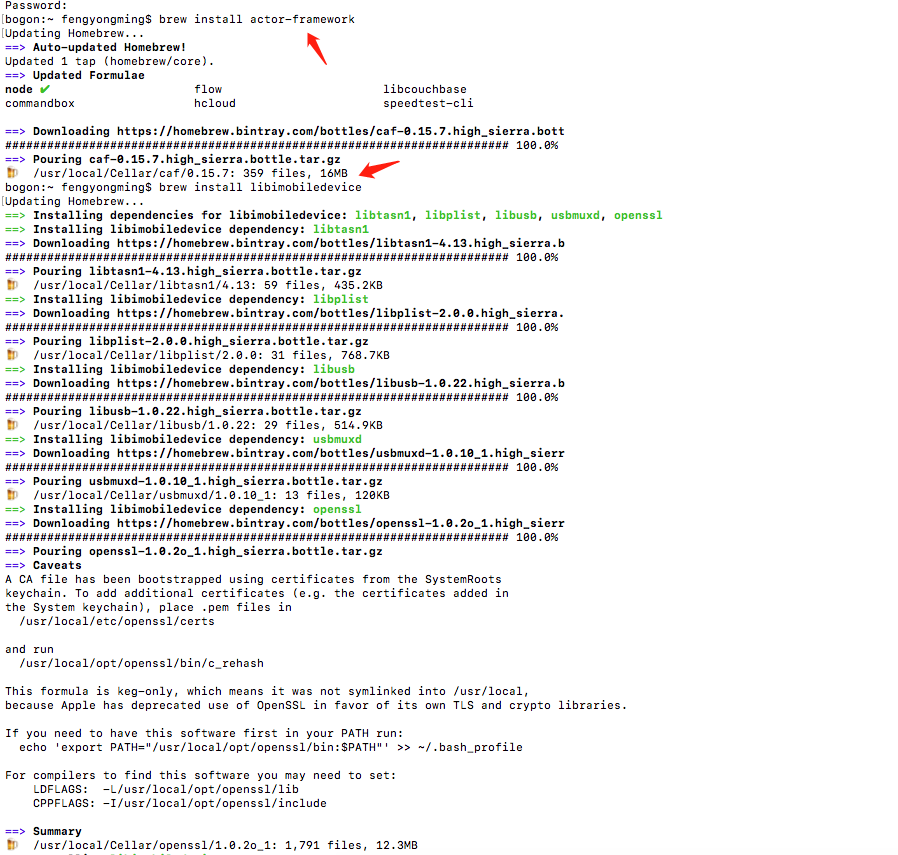 Password:
[bogon:~ fengyongming$ brew install actor-framework
[Updating Homebrew...
==> Auto-updated Homebrew!
Updated 1 tap (homebrew/core).
==> Updated Formulae
node ✔ flow libcouchbase
commandbox hcloud speedtest-cli
==> Downloading https://homebrew.bintray.com/bottles/caf-0.15.7.high_sierra.bott
######################################################################## 100.0%
==> Pouring caf-0.15.7.high_sierra.bottle.tar.gz
🍺 /usr/local/Cellar/caf/0.15.7: 359 files, 16MB
bogon:~ fengyongming$ brew install libimobiledevice
[Updating Homebrew...
==> Installing dependencies for libimobiledevice: libtasn1, libplist, libusb, usbmuxd, openssl
==> Installing libimobiledevice dependency: libtasn1
==> Downloading https://homebrew.bintray.com/bottles/libtasn1-4.13.high_sierra.b
######################################################################## 100.0%
==> Pouring libtasn1-4.13.high_sierra.bottle.tar.gz
🍺 /usr/local/Cellar/libtasn1/4.13: 59 files, 435.2KB
==> Installing libimobiledevice dependency: libplist
==> Downloading https://homebrew.bintray.com/bottles/libplist-2.0.0.high_sierra.
######################################################################## 100.0%
==> Pouring libplist-2.0.0.high_sierra.bottle.tar.gz
🍺 /usr/local/Cellar/libplist/2.0.0: 31 files, 768.7KB
==> Installing libimobiledevice dependency: libusb
==> Downloading https://homebrew.bintray.com/bottles/libusb-1.0.22.high_sierra.b
######################################################################## 100.0%
==> Pouring libusb-1.0.22.high_sierra.bottle.tar.gz
🍺 /usr/local/Cellar/libusb/1.0.22: 29 files, 514.9KB
==> Installing libimobiledevice dependency: usbmuxd
==> Downloading https://homebrew.bintray.com/bottles/usbmuxd-1.0.10_1.high_sierr
######################################################################## 100.0%
==> Pouring usbmuxd-1.0.10_1.high_sierra.bottle.tar.gz
🍺 /usr/local/Cellar/usbmuxd/1.0.10_1: 13 files, 120KB
==> Installing libimobiledevice dependency: openssl
==> Downloading https://homebrew.bintray.com/bottles/openssl-1.0.2o_1.high_sierr
######################################################################## 100.0%
==> Pouring openssl-1.0.2o_1.high_sierra.bottle.tar.gz
==> Caveats
A CA file has been bootstrapped using certificates from the SystemRoots
keychain. To add additional certificates (e.g. the certificates added in
the System keychain), place .pem files in
/usr/local/etc/openssl/certs
and run
/usr/local/opt/openssl/bin/c_rehash
This formula is keg-only, which means it was not symlinked into /usr/local,
because Apple has deprecated use of OpenSSL in favor of its own TLS and crypto libraries.
If you need to have this software first in your PATH run:
echo 'export PATH="/usr/local/opt/openssl/bin:$PATH"' >> ~/.bash_profile
For compilers to find this software you may need to set:
LDFLAGS: -L/usr/local/opt/openssl/lib
CPPFLAGS: -I/usr/local/opt/openssl/include
==> Summary
🍺 /usr/local/Cellar/openssl/1.0.2o_1: 1,791 files, 12.3MB